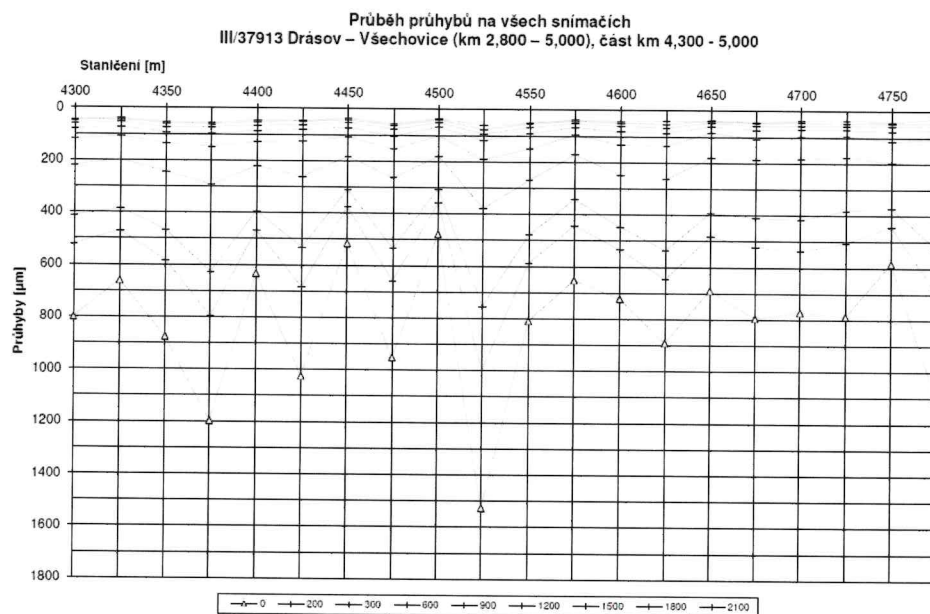 Průběh průhybů na všech snímačích
III/37913 Drásov – Všechovice (km 2,800 – 5,000), část km 4,300 - 5,000
Staničení [m]
4300 4350 4400 4450 4500 4550 4600 4650 4700 4750
0
200
400
600
800
1000
1200
1400
1600
1800
Průhyby [µm]
0 200 300 600 900 1200 1500 1800 2100